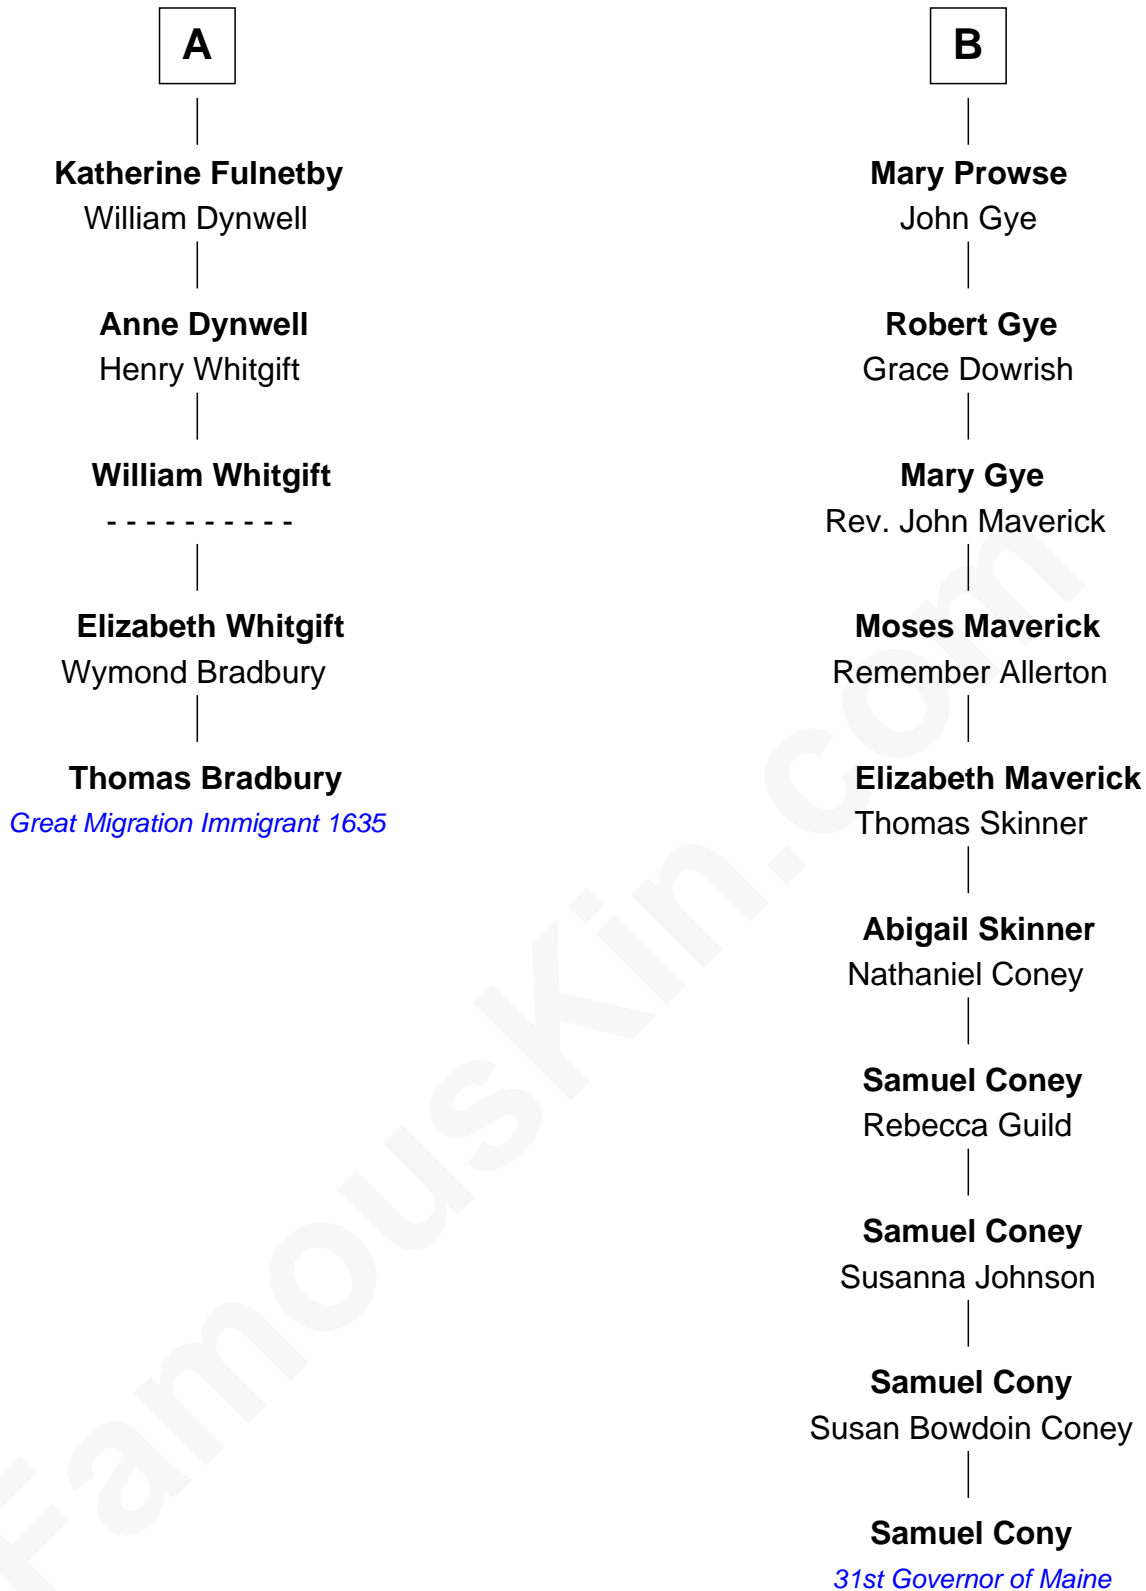 A
Katherine Fulnetby
William Dynwell
Anne Dynwell
Henry Whitgift
William Whitgift
- - - - - - - - - -
Elizabeth Whitgift
Wymond Bradbury
Thomas Bradbury
Great Migration Immigrant 1635
B
Mary Prowse
John Gye
Robert Gye
Grace Dowrish
Mary Gye
Rev. John Maverick
Moses Maverick
Remember Allerton
Elizabeth Maverick
Thomas Skinner
Abigail Skinner
Nathaniel Coney
Samuel Coney
Rebecca Guild
Samuel Coney
Susanna Johnson
Samuel Cony
Susan Bowdoin Coney
Samuel Cony
31st Governor of Maine
FamousKin.com